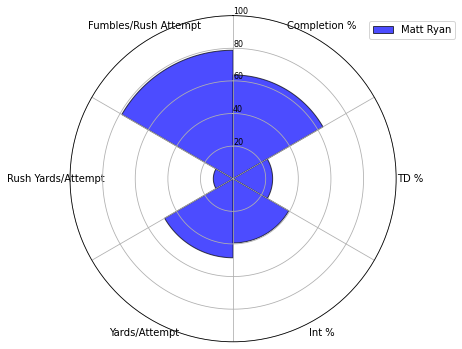 100
Fumbles/Rush Attempt
Completion %
Matt Ryan
80
60
40
20
Rush Yards/Attempt
TD %
Yards/Attempt
Int %